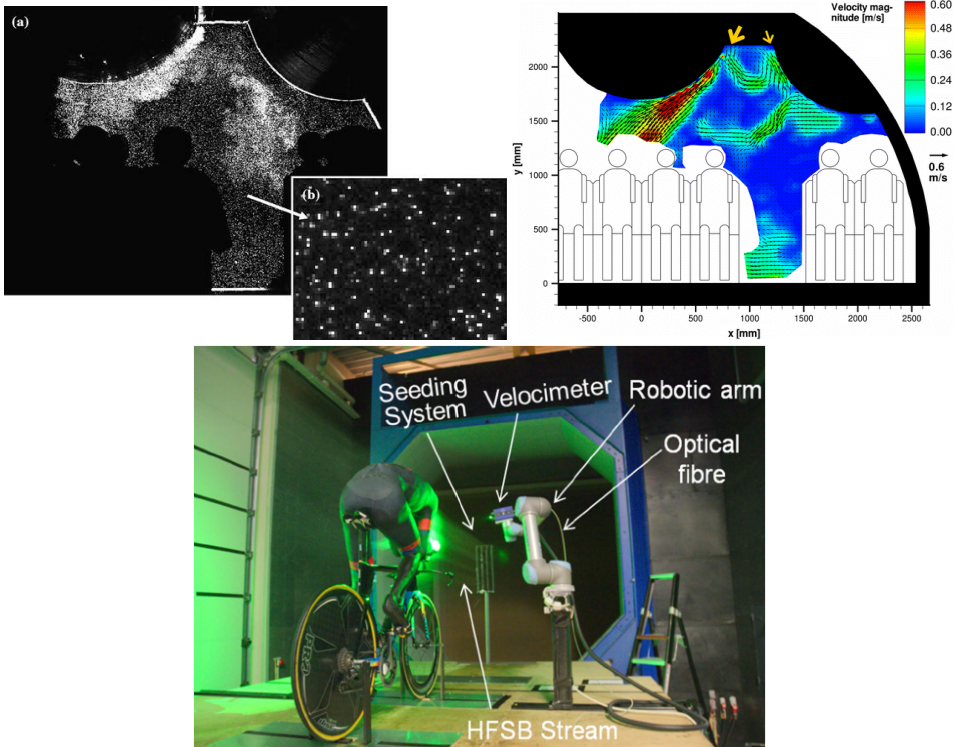 (a)
(b)
Velocity mag-
nitude [m/s]
0.60
0.48
0.36
0.24
0.12
0.00
0.6
m/s
y [mm]
2000
1500
1000
500
0
-500
0
500
1000
1500
2000
2500
x [mm]
Seeding
System
Velocimeter
Robotic arm
Optical
fibre
HFSB Stream
PRO